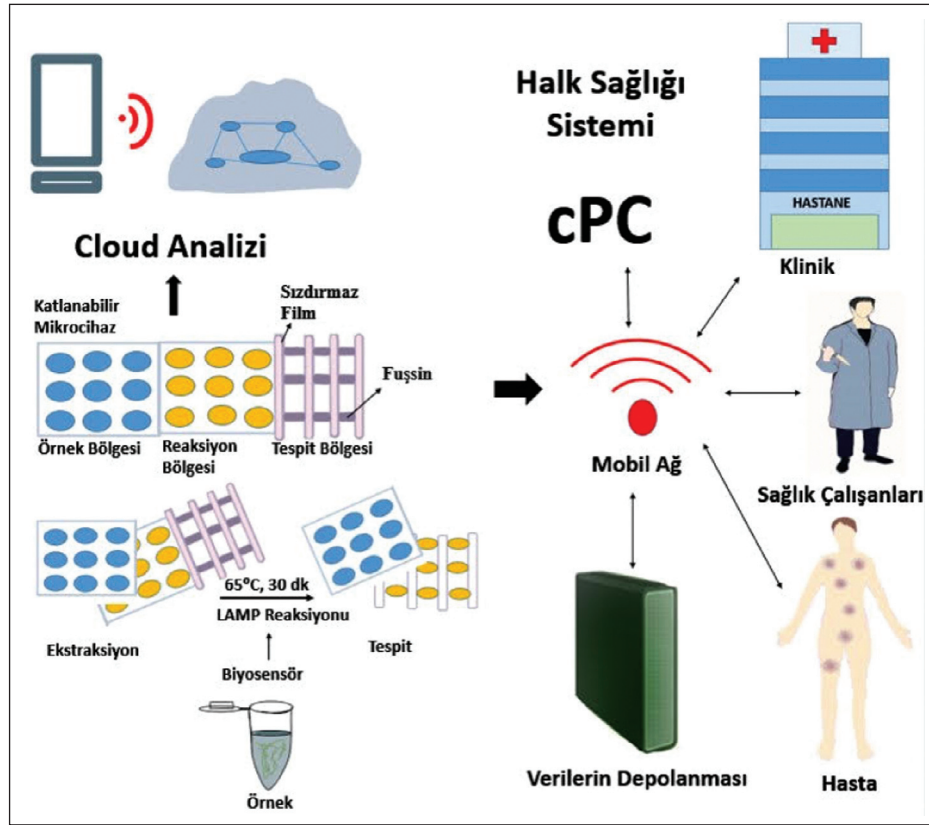 Halk Sağlığı
Sistemi
cPC
HASTANE
Klinik
Cloud Analizi
Katlanabilir
Mikrocihaz
Sızdırmaz
Film
Fuşsin
Örnek Bölgesi
Reaksiyon
Bölgesi
Tespit Bölgesi
Mobil Ağ
Sağlık Çalışanları
65°C, 30 dk
LAMP Reaksiyonu
Ekstraksiyon
Tespit
Biyosensör
Örnek
Verilerin Depolanması
Hasta